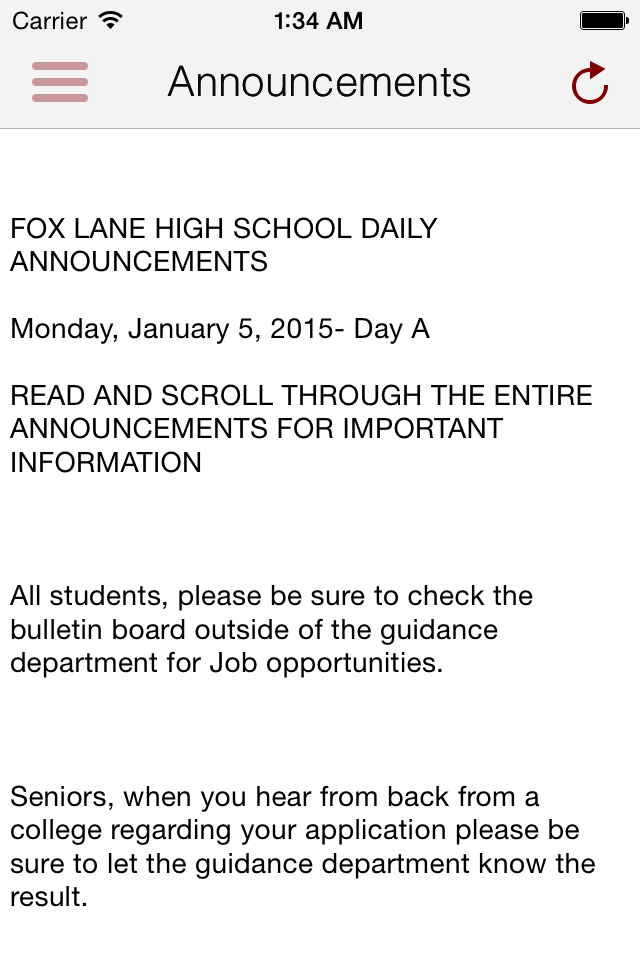 Carrier 1:34 AM
Announcements
FOX LANE HIGH SCHOOL DAILY
ANNOUNCEMENTS
Monday, January 5, 2015- Day A
READ AND SCROLL THROUGH THE ENTIRE
ANNOUNCEMENTS FOR IMPORTANT
INFORMATION
All students, please be sure to check the
bulletin board outside of the guidance
department for Job opportunities.
Seniors, when you hear from back from a
college regarding your application please be
sure to let the guidance department know the
result.